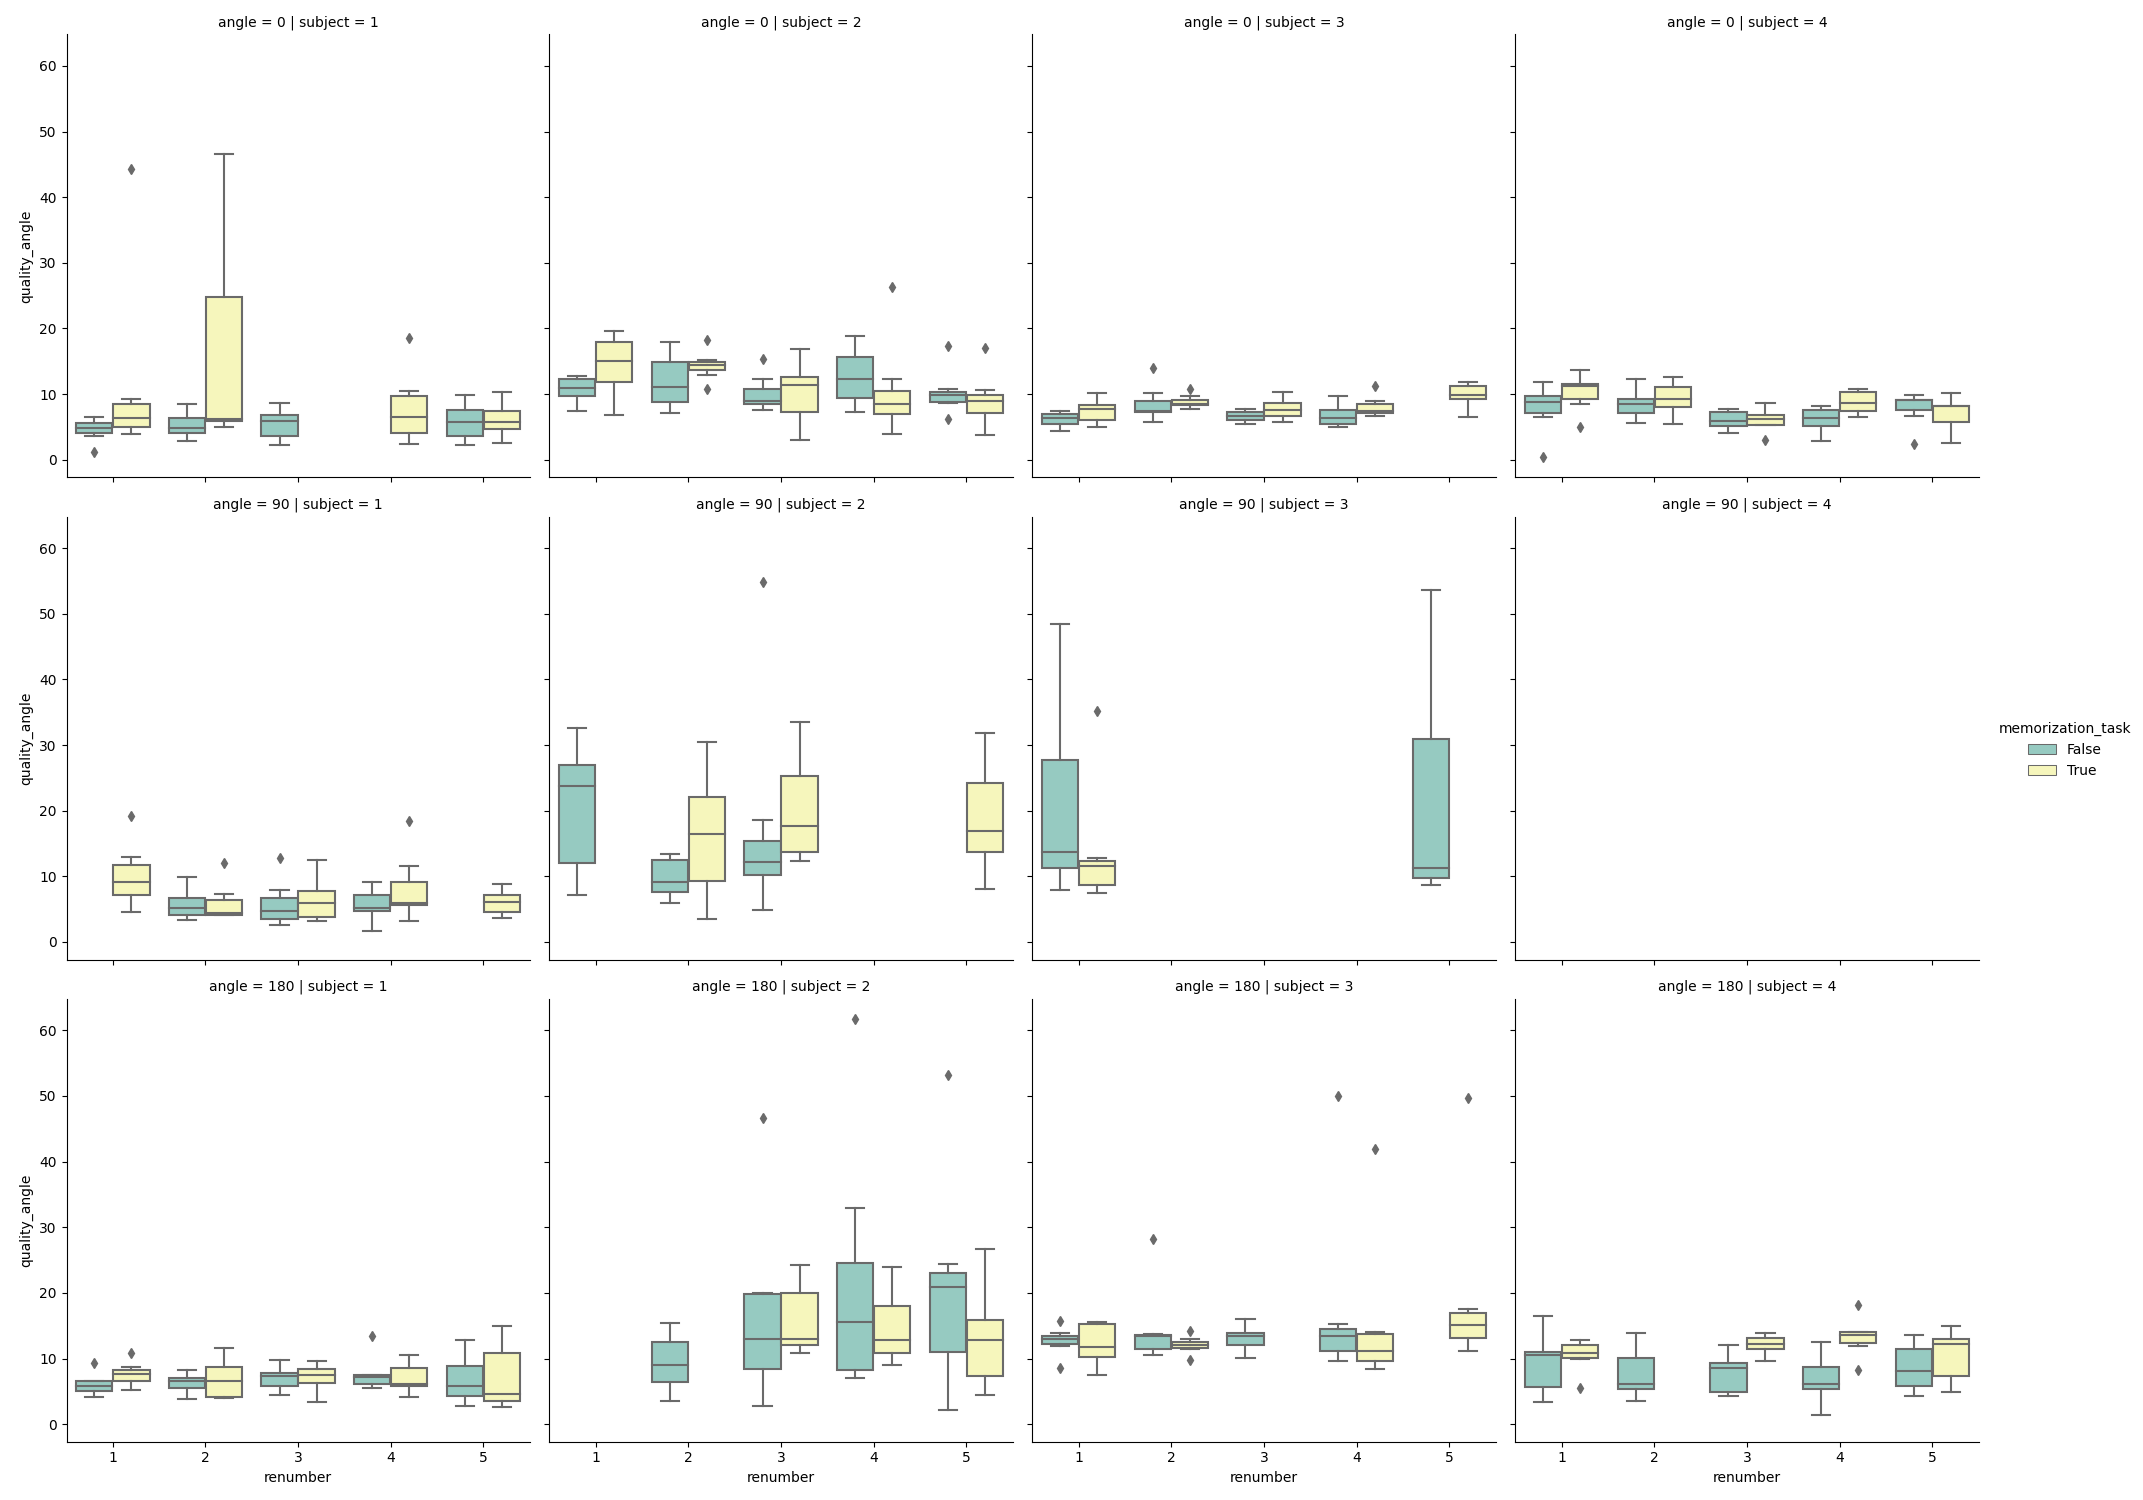 angle = 0 | subject = 1
angle = 0 | subject = 2
angle = 0 | subject = 3
angle = 0 | subject = 4
60
50
40
30
20
10
0
quality_angle
angle = 90 | subject = 1
angle = 90 | subject = 2
angle = 90 | subject = 3
angle = 90 | subject = 4
60
50
40
30
20
10
0
quality_angle
memorization_task
False
True
angle = 180 | subject = 1
angle = 180 | subject = 2
angle = 180 | subject = 3
angle = 180 | subject = 4
60
50
40
30
20
10
0
quality_angle
1 2 3 4 5
renumber
1 2 3 4 5
renumber
1 2 3 4 5
renumber
1 2 3 4 5
renumber